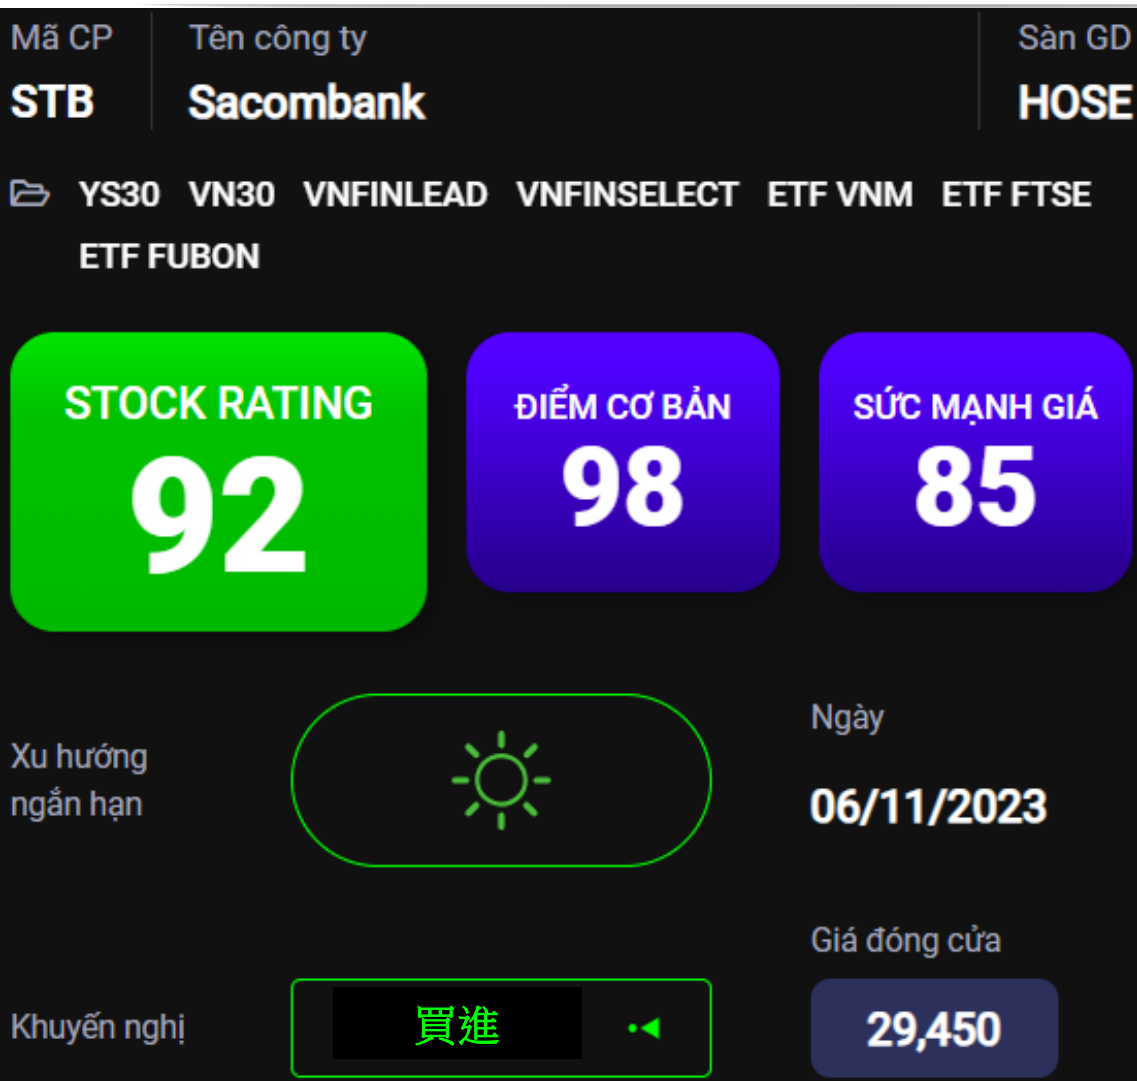 Mã CP Tên công ty Sàn GD
STB Sacombank HOSE
YS30 VN30 VNFINLEAD VNFINSELECT ETF VNM ETF FTSE
ETF FUBON
STOCK RATING
92
ĐIỂM CƠ BẢN
98
SỨC MẠNH GIÁ
85
Xu hướng
ngắn hạn
Ngày
06/11/2023
Khuyến nghị
買進
Giá đóng cửa
29,450